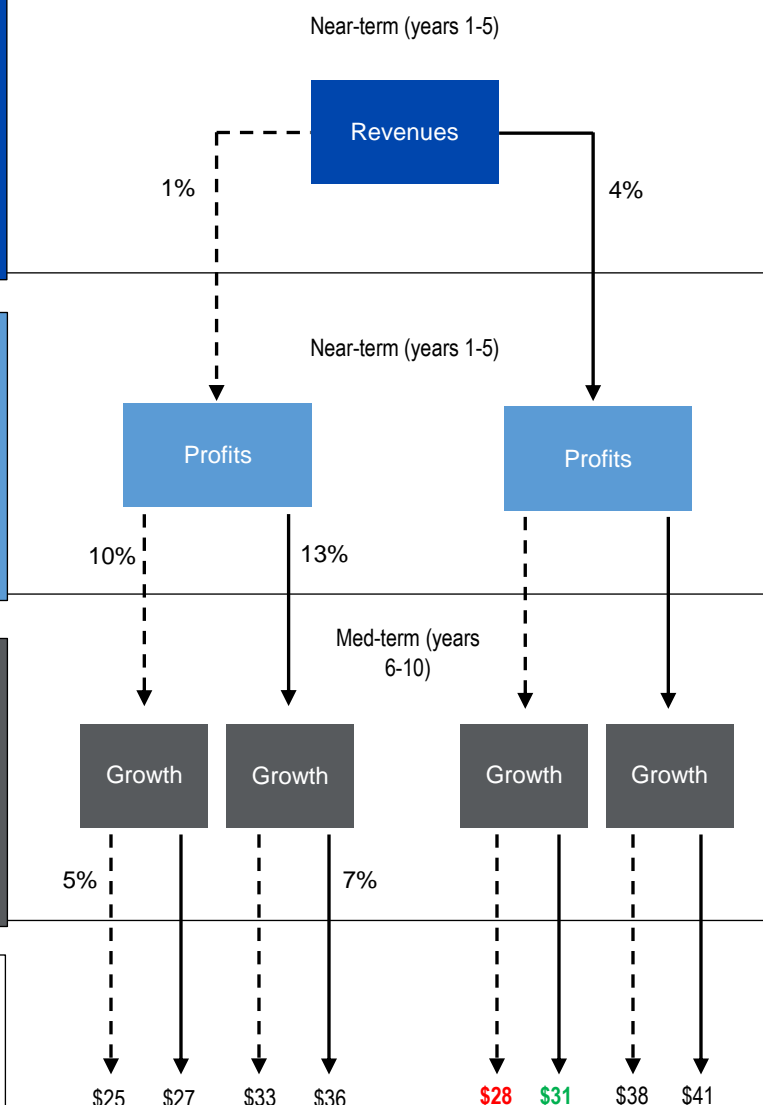 Near-term (years 1-5)
Revenues
1%
4%
Near-term (years 1-5)
Profits
Profits
10%
13%
Med-term (years
6-10)
Growth
Growth
Growth
Growth
5%
7%
$25
$27
$33
$36
$28
$31
$38
$41